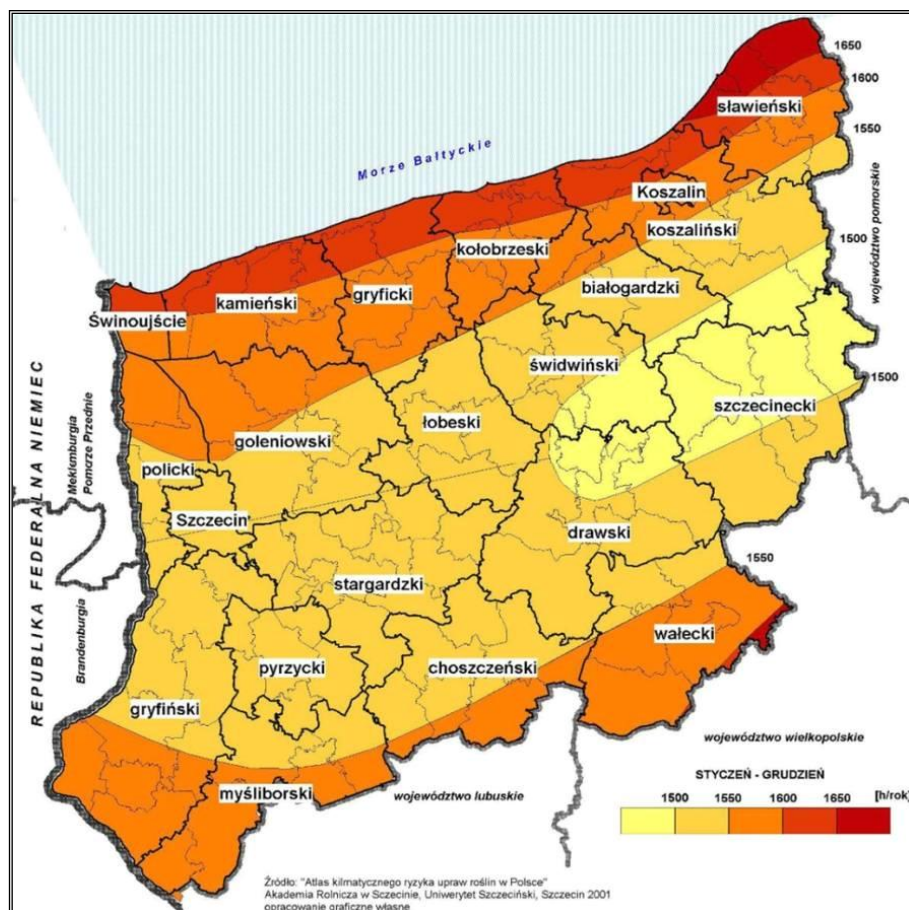 1650
1600
sławieński
1550
Morze Bałtyckie
Koszalin
koszaliński
województwo pomorskie
kołobrzeski
1500
kamieński
gryficki
białogardzki
Świnoujście
świdwiński
REPUBLIKA FEDERALNA NIEMIEC
Meklemburgia
Pomorze Przednie
1500
szczecinecki
łobeski
goleniowski
policki
Szczecin
drawski
1550
stargardzki
Brandenburgia
wałecki
pyrzycki
choszczeński
gryfiński
województwo wielkopolskie
STYCZEŃ - GRUDZIEŃ
myśliborski
województwo lubuskie
1500 1550 1600 1650 [h/rok]
Źródło: "Atlas kilmatycznego ryzyka upraw roślin w Polsce"
Akademia Rolnicza w Sczecinie, Uniwerytet Szczeciński, Szczecin 2001
opracowanie graficzne własne